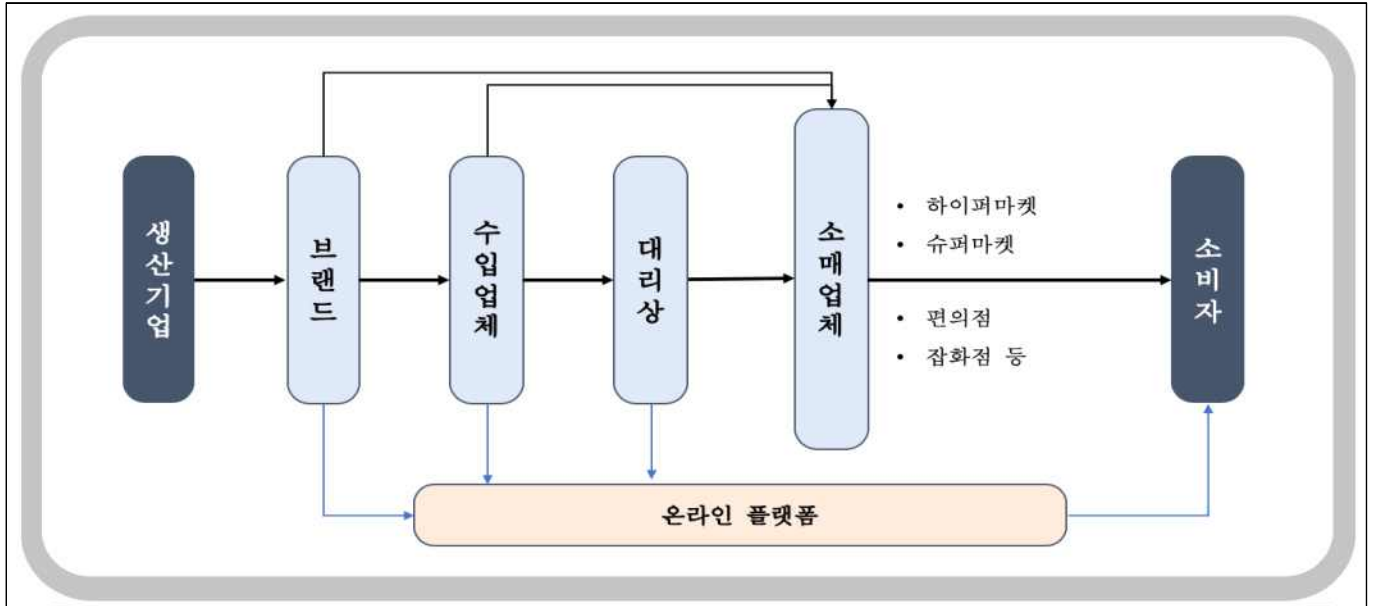 생산기업
브랜드
수입업체
대리상
소매업체
• 하이퍼마켓
• 슈퍼마켓
• 편의점
• 잡화점 등
소비자
온라인 플랫폼